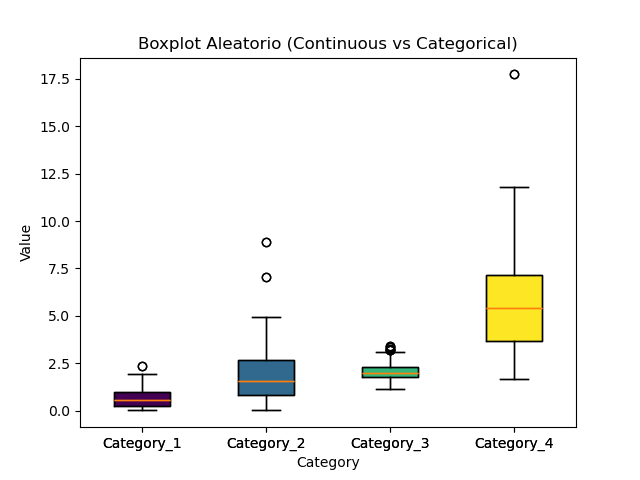 Boxplot Aleatorio (Continuous vs Categorical)
17.5
15.0
12.5
10.0
7.5
5.0
2.5
0.0
Value
Category_1 Category_2 Category_3 Category_4
Category